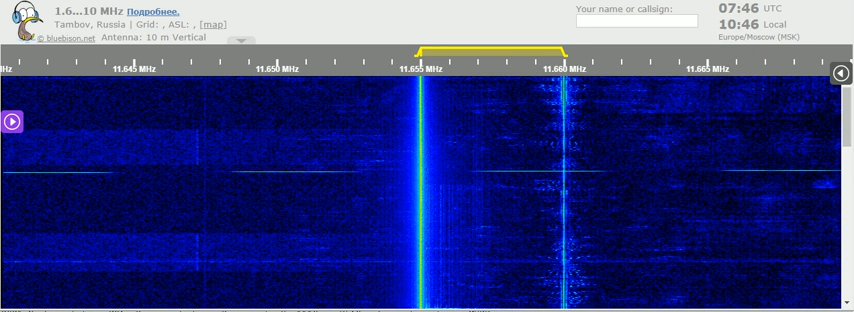 1.6...10 MHz Подробнее.
Tambov, Russia | Grid: , ASL: , [map]
© bluebison.net Antenna: 10 m Vertical
Your name or callsign:
07:46 UTC
10:46 Local
Europe/Moscow (MSK)
Hz 11.645 MHz 11.650 MHz 11.655 MHz 11.660 MHz 11.665 MHz